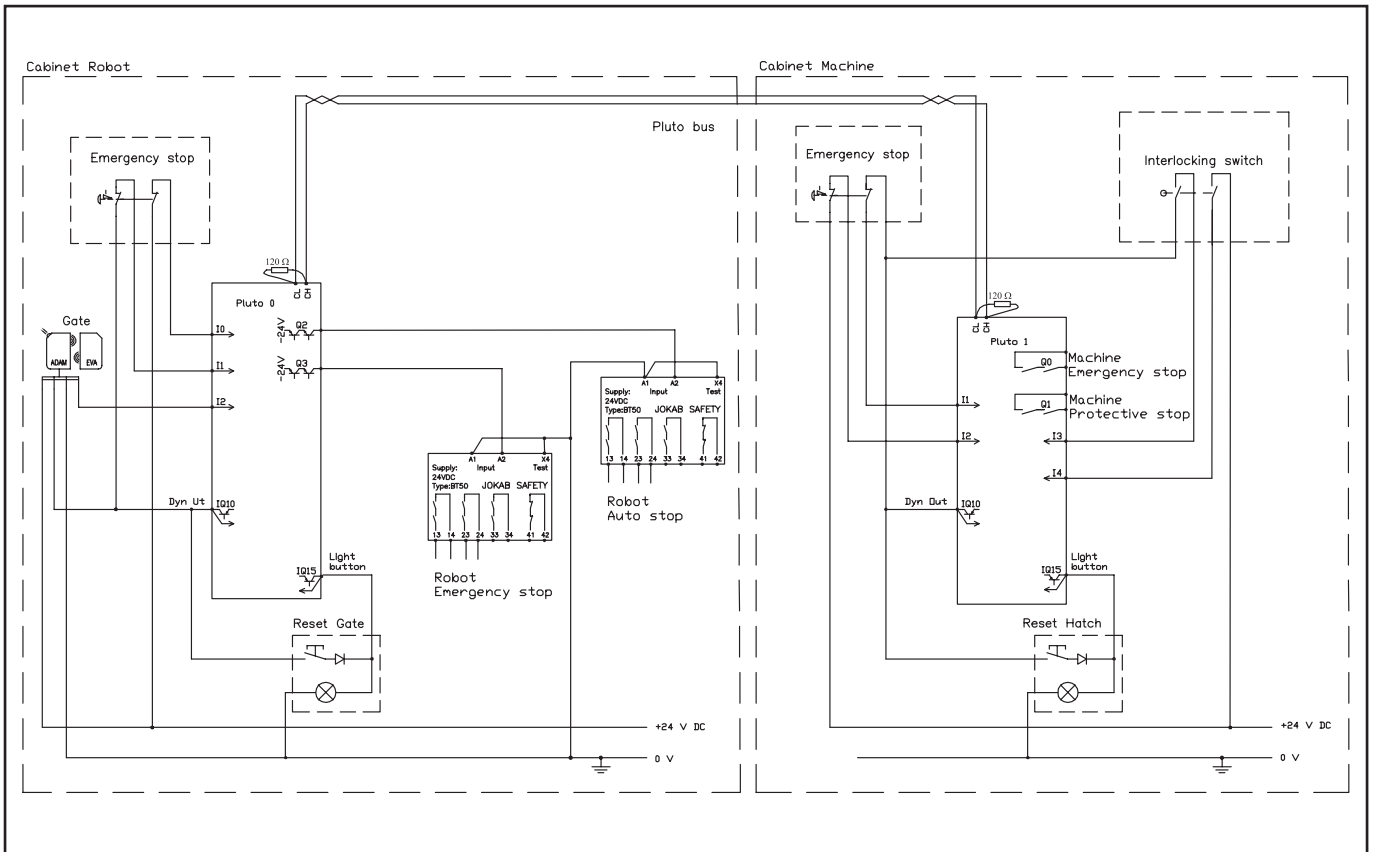 Cabinet Robot
Cabinet Machine
Pluto bus
Emergency stop
Emergency stop
Interlocking switch
120 Ω
CL
CH
Pluto 0
I0
I1
I2
-24V
Q2
-24V
Q3
Gate
ADAM
EVA
Dyn Ut
IQ10
IQ15
Light
button
Reset Gate
A1
A2
X4
Supply:
Input
Test
24VDC
Type:BT50
JOKAB SAFETY
13
14
23
24
33
34
41
42
Robot
Emergency stop
A1
A2
X4
Supply:
Input
Test
24VDC
Type:BT50
JOKAB SAFETY
13
14
23
24
33
34
41
42
Robot
Auto stop
+24 V DC
0 V
120 Ω
CL
CH
Pluto 1
Q0
Machine
Emergency stop
Q1
Machine
Protective stop
I1
I2
I3
I4
Dyn Out
IQ10
IQ15
Light
button
Reset Hatch
+24 V DC
0 V